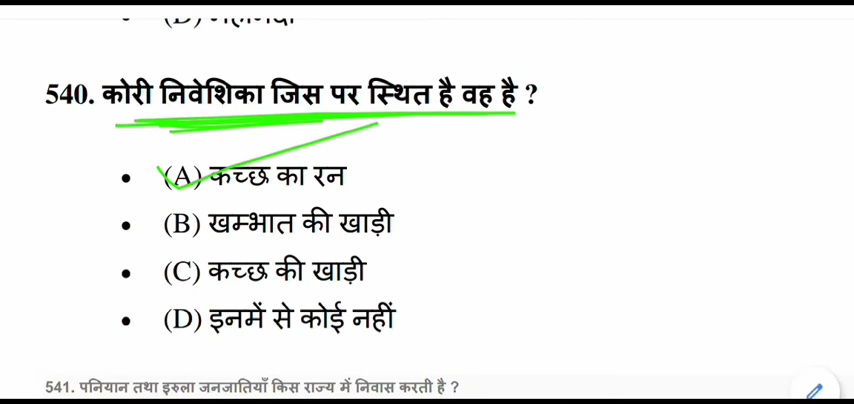 540. कोरी निवेशिका जिस पर स्थित है वह है ?
(A) कच्छ का रन
(B) खम्भात की खाड़ी
(C) कच्छ की खाड़ी
(D) इनमें से कोई नहीं
541. पनियान तथा इरुला जनजातियाँ किस राज्य में निवास करती है ?